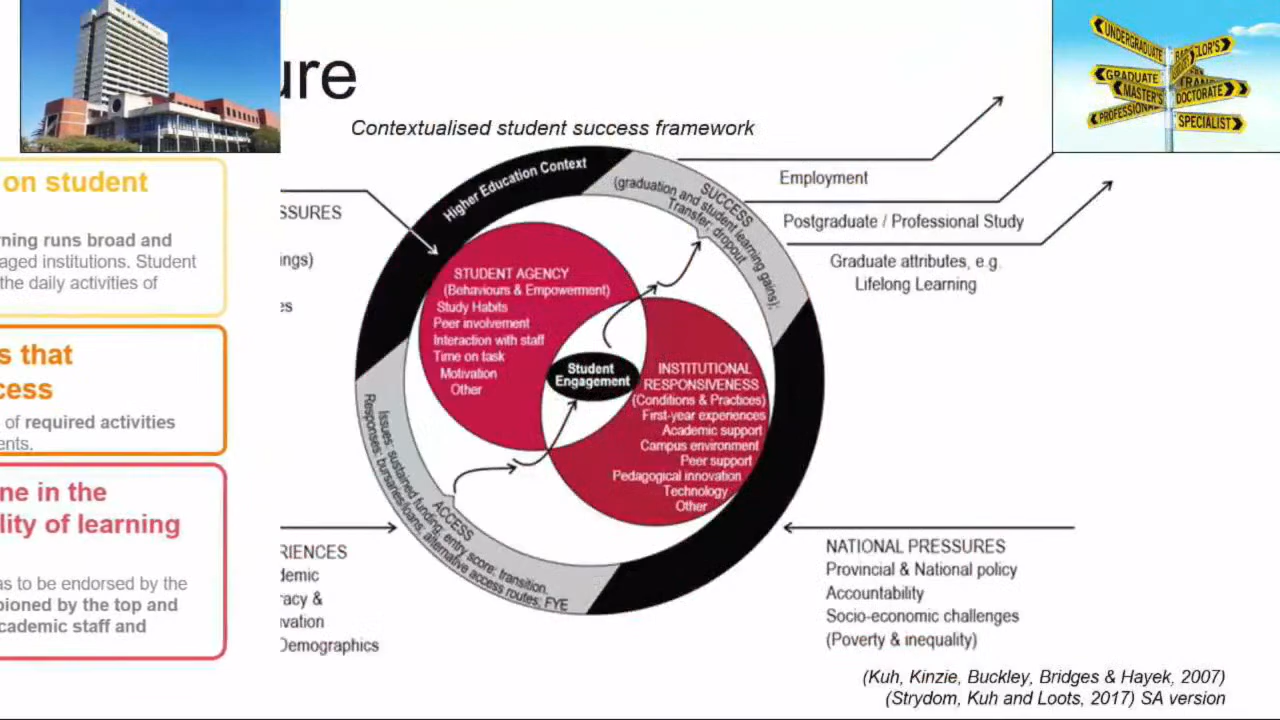 ure
Contextualised student success framework
UNDERGRADUATE
GRADUATE
MASTER'S
DOCTORATE
SPECIALIST
on student
rning runs broad and
aged institutions. Student
the daily activities of
s that
cess
of required activities
ents.
ne in the
lity of learning
as to be endorsed by the
pioned by the top and
cademic staff and
SSURES
ings)
es
Higher Education Context
SUCCESS
(graduation and student learning gains);
Transfer; dropout
Employment
Postgraduate / Professional Study
Graduate attributes, e.g.
Lifelong Learning
STUDENT AGENCY
(Behaviours & Empowerment)
Study Habits
Peer involvement
Interaction with staff
Time on task
Motivation
Other
Student
Engagement
INSTITUTIONAL
RESPONSIVENESS
(Conditions & Practices)
First-year experiences
Academic support
Campus environment
Peer support
Pedagogical innovation
Technology
Other
ACCESS
Issues: sustained funding; entry score; transition
Responses: bursaries/loans; alternative access routes; FYE
RIENCES
demic
racy &
vation
Demographics
NATIONAL PRESSURES
Provincial & National policy
Accountability
Socio-economic challenges
(Poverty & inequality)
(Kuh, Kinzie, Buckley, Bridges & Hayek, 2007)
(Strydom, Kuh and Loots, 2017) SA version